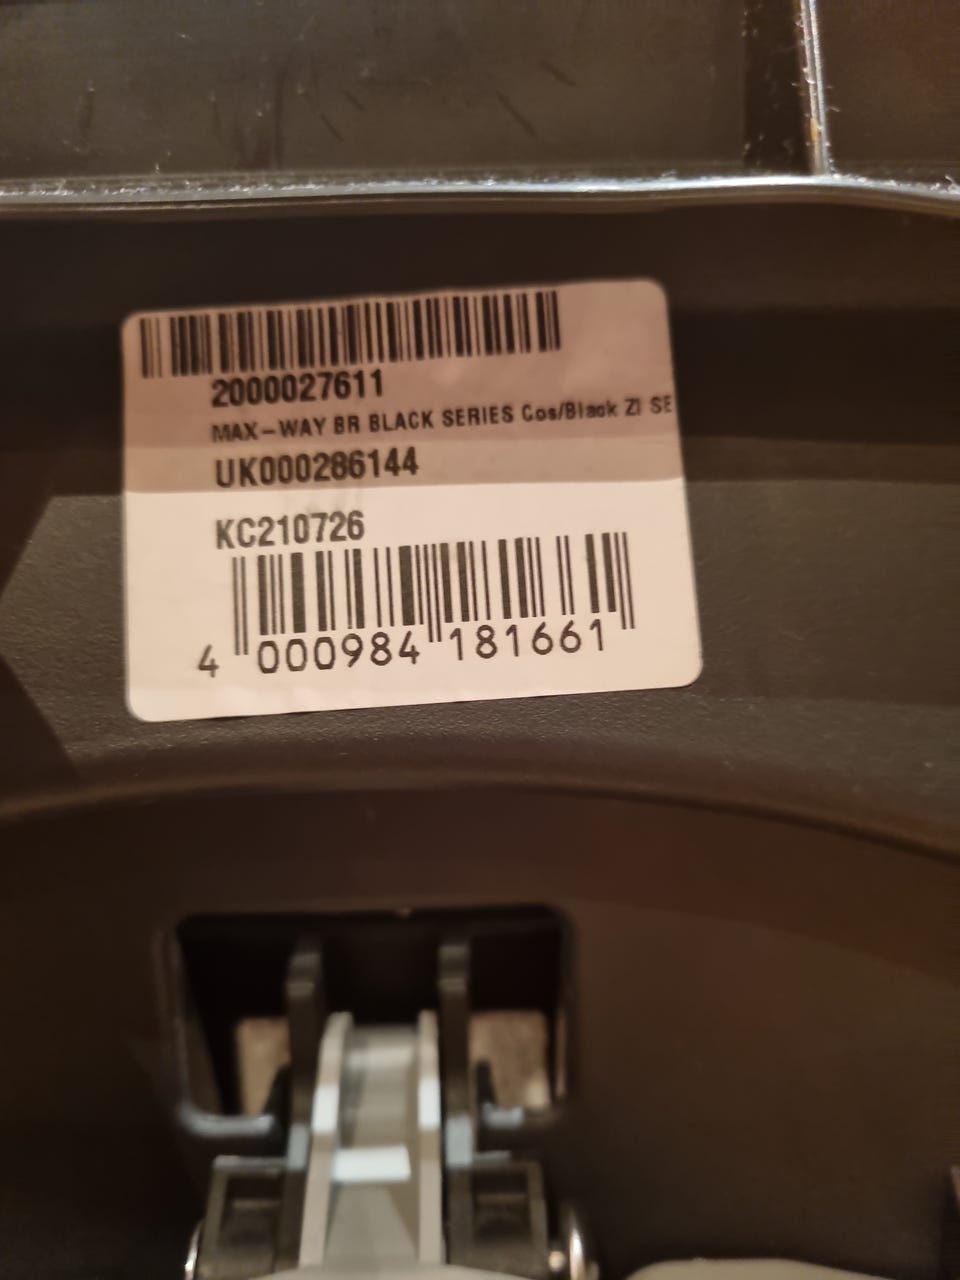 2000027611
MAX-WAY BR BLACK SERIES Cos/Black ZI SE
UK000286144
KC210726
4 000984 181661